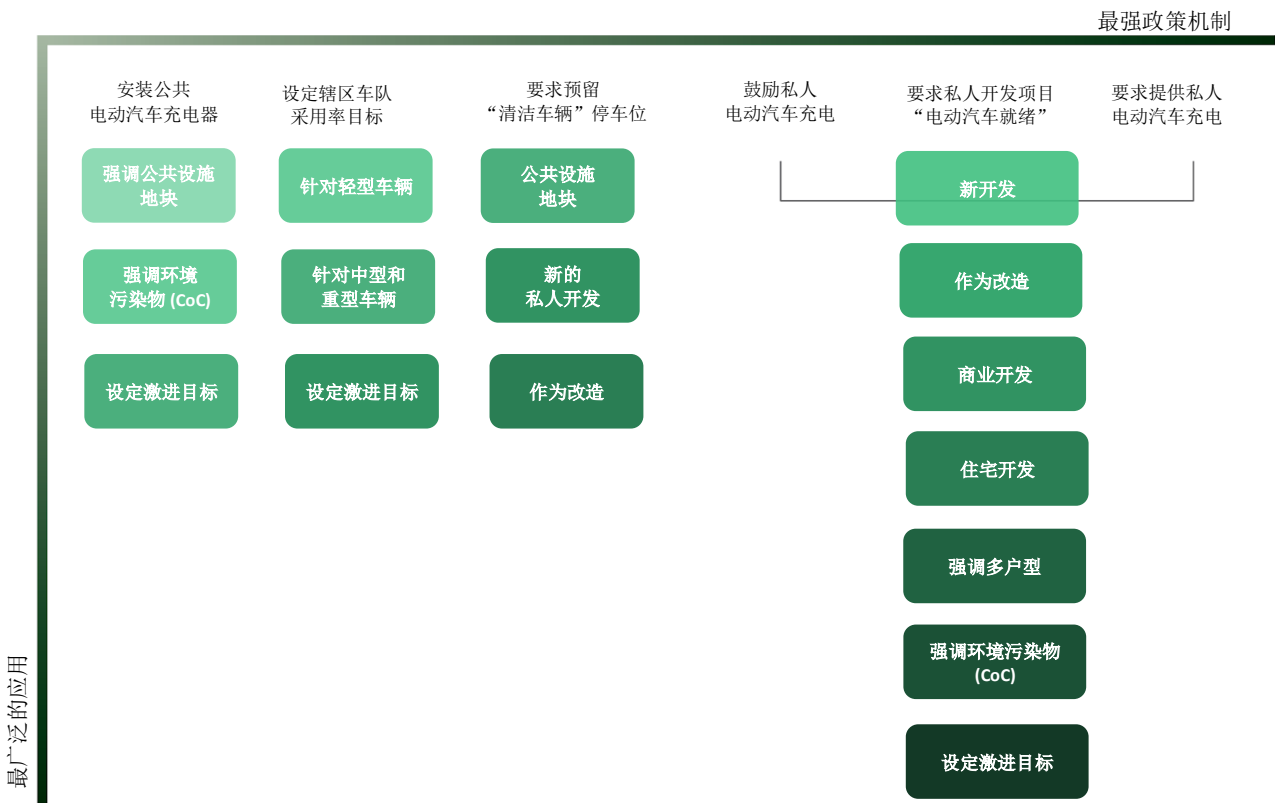 最强政策机制
安装公共
电动汽车充电器
设定辖区车队
采用率目标
要求预留
“清洁车辆”停车位
鼓励私人
电动汽车充电
要求私人开发项目
“电动汽车就绪”
要求提供私人
电动汽车充电
强调公共设施
地块
针对轻型车辆
公共设施
地块
新开发
强调环境
污染物 (CoC)
针对中型和
重型车辆
新的
私人开发
作为改造
设定激进目标
设定激进目标
作为改造
商业开发
住宅开发
强调多户型
强调环境污染物
(CoC)
设定激进目标
最广泛的应用